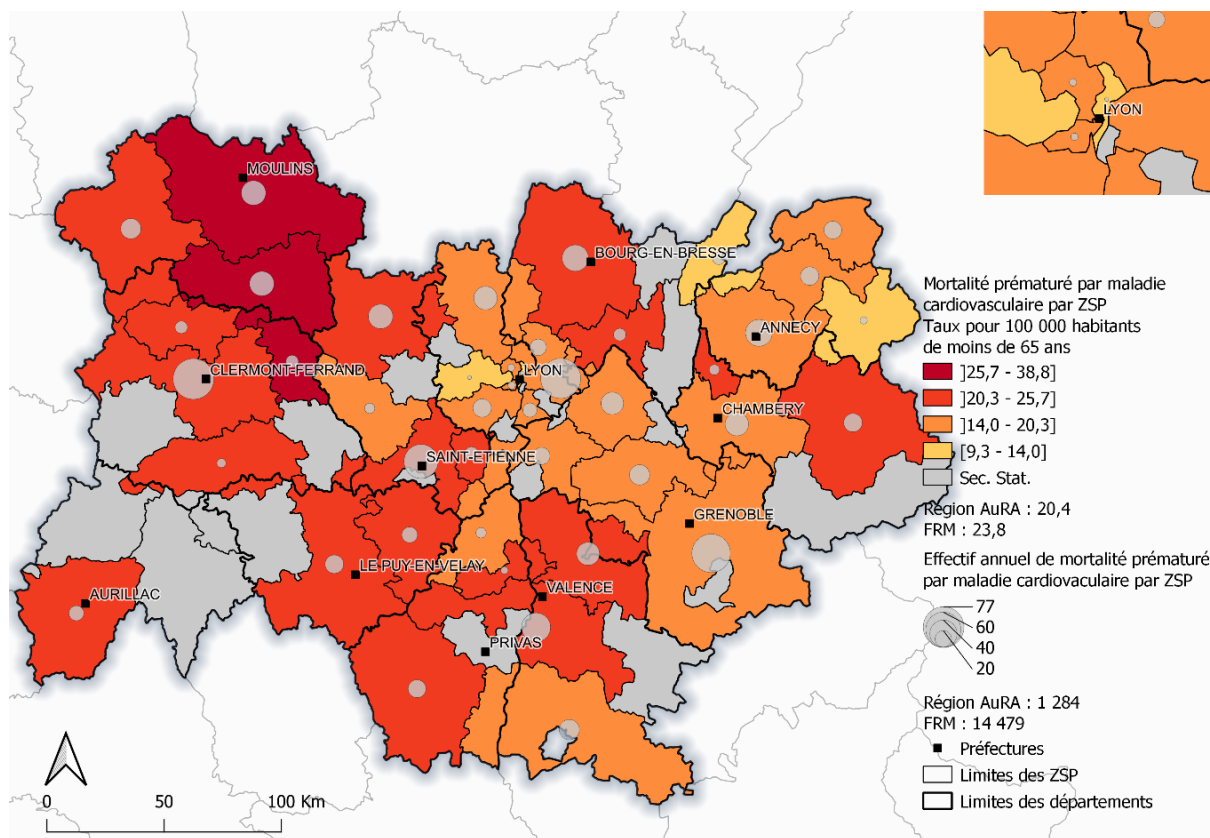 LYON
MOULINS
BOURG-EN-BRESSE
ANNECY
CLERMONT-FERRAND
LYON
CHAMBERY
SAINT-ETIENNE
GRENOBLE
LE PUY-EN-VELAY
VALENCE
AURILLAC
PRIVAS
0 50 100 Km
Mortalité prématuré par maladie
cardiovasculaire par ZSP
Taux pour 100 000 habitants
de moins de 65 ans
]25,7 - 38,8]
]20,3 - 25,7]
]14,0 - 20,3]
[9,3 - 14,0]
Sec. Stat.
Région AuRA : 20,4
FRM : 23,8
Effectif annuel de mortalité prématuré
par maladie cardiovaculaire par ZSP
77
60
40
20
Région AuRA : 1 284
FRM : 14 479
Préfectures
Limites des ZSP
Limites des départements